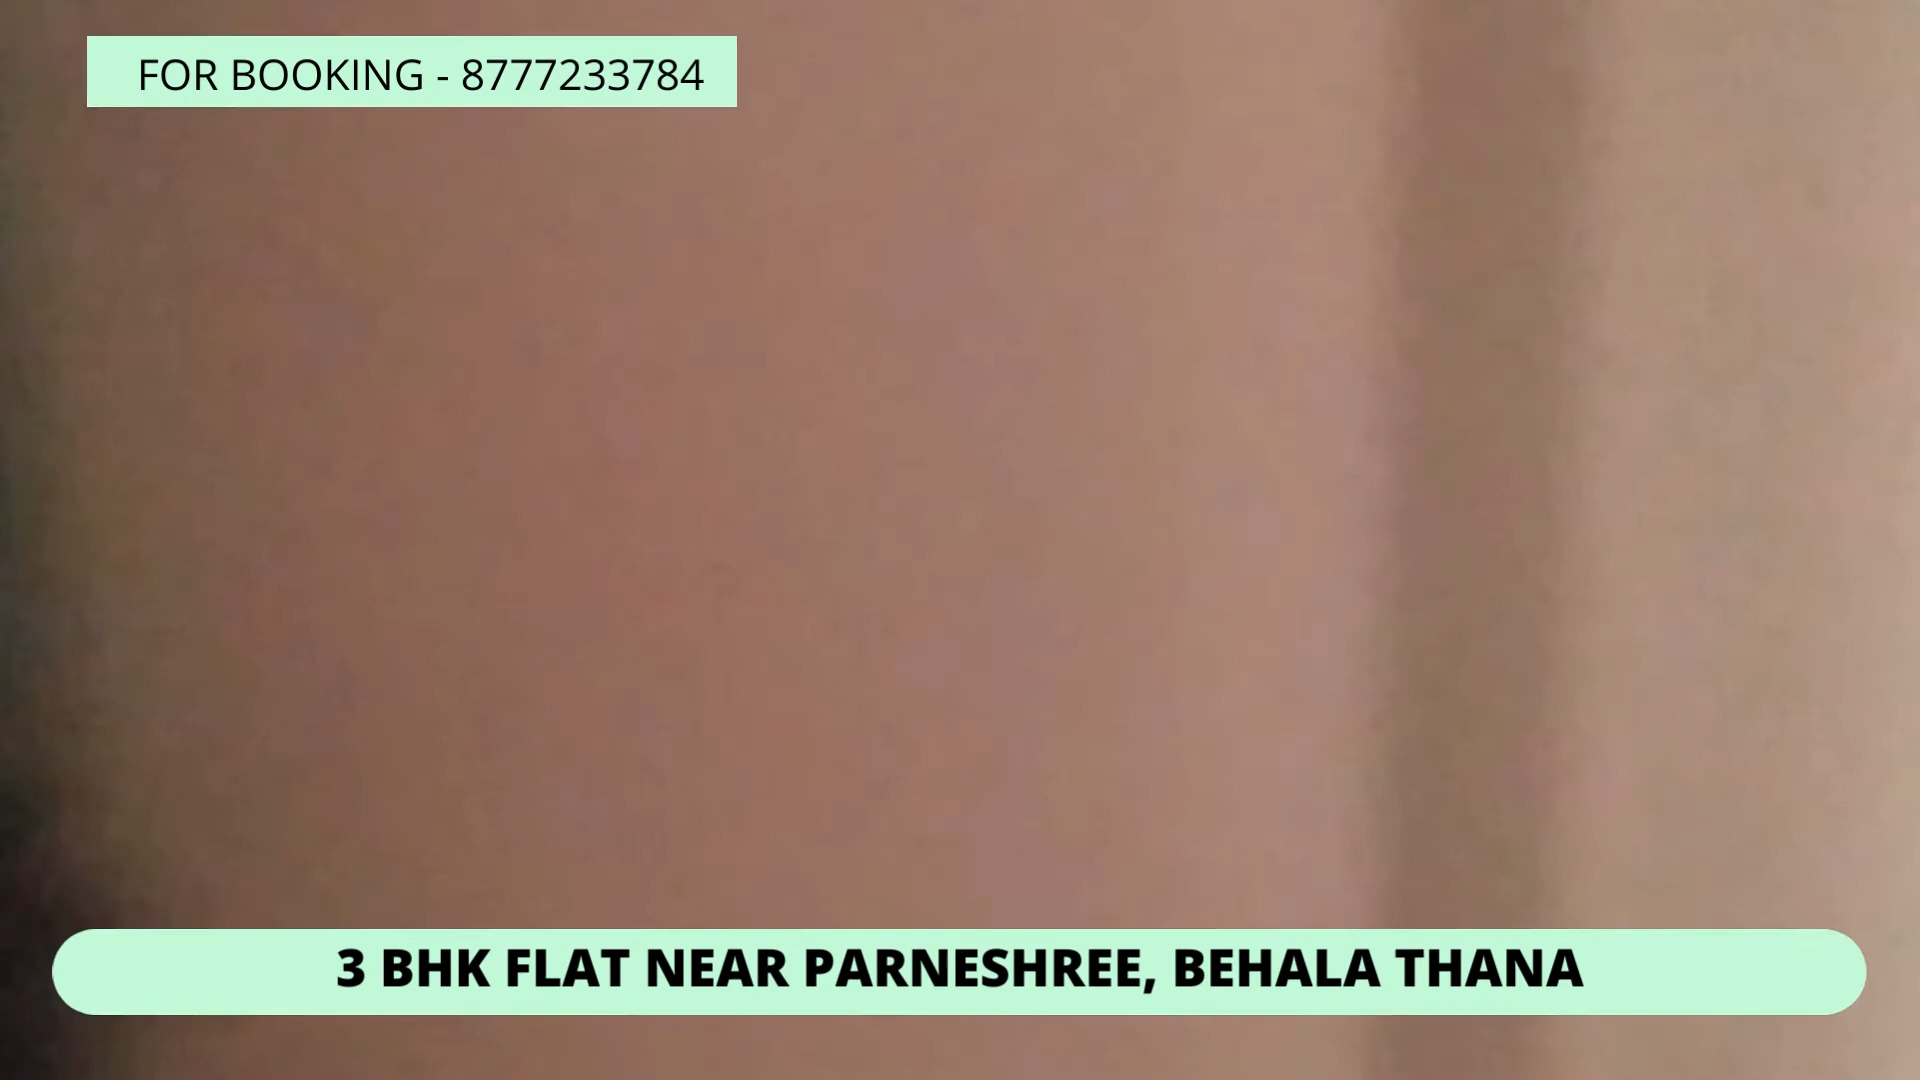 FOR BOOKING - 8777233784
3 BHK FLAT NEAR PARNESHREE, BEHALA THANA